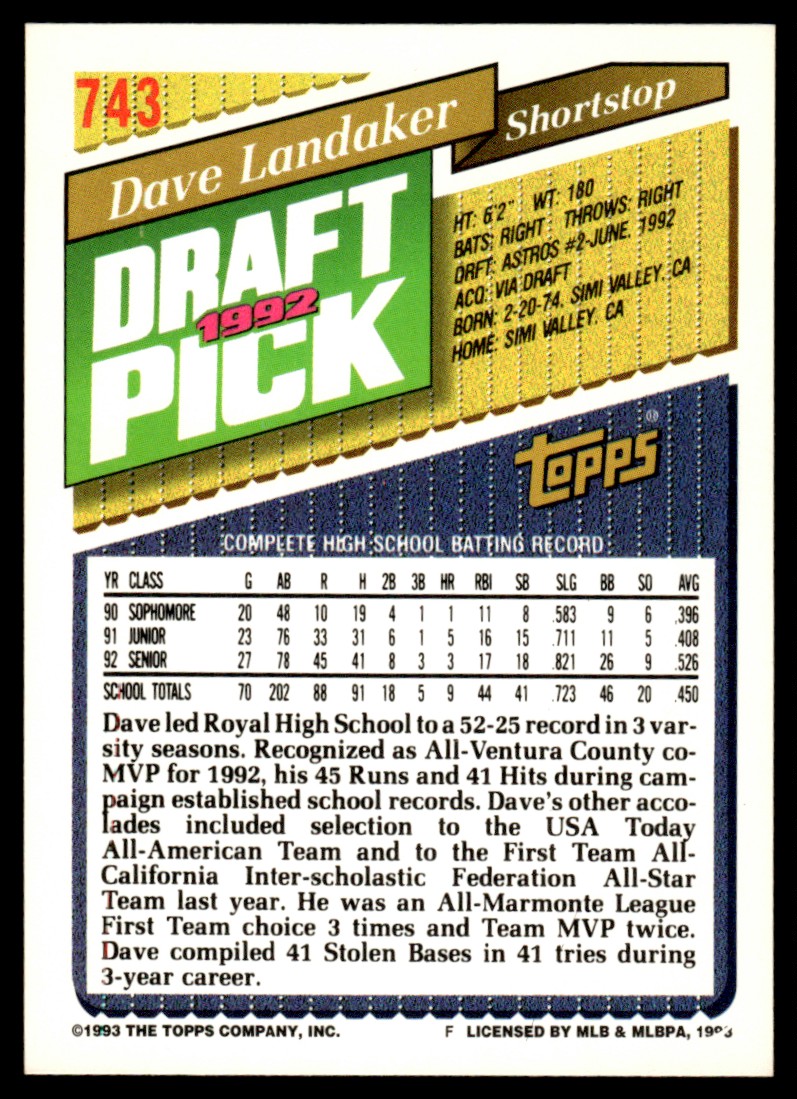 743
Dave Landaker
Shortstop
DRAFT
1992
PICK
HT: 6'2" WT: 180
BATS: RIGHT THROWS: RIGHT
DRFT: ASTROS #2-JUNE, 1992
ACQ: VIA DRAFT
BORN: 2-20-74, SIMI VALLEY, CA
HOME: SIMI VALLEY, CA
topps®
COMPLETE HIGH SCHOOL BATTING RECORD
YR CLASS G AB R H 2B 3B HR RBI SB SLG BB SO AVG
90 SOPHOMORE 20 48 10 19 4 1 1 11 8 .583 9 6 .396
91 JUNIOR 23 76 33 31 6 1 5 16 15 .711 11 5 .408
92 SENIOR 27 78 45 41 8 3 3 17 18 .821 26 9 .526
SCHOOL TOTALS 70 202 88 91 18 5 9 44 41 .723 46 20 .450
Dave led Royal High School to a 52-25 record in 3 var-
sity seasons. Recognized as All-Ventura County co-
MVP for 1992, his 45 Runs and 41 Hits during cam-
paign established school records. Dave's other acco-
lades included selection to the USA Today
All-American Team and to the First Team All-
California Inter-scholastic Federation All-Star
Team last year. He was an All-Marmonte League
First Team choice 3 times and Team MVP twice.
Dave compiled 41 Stolen Bases in 41 tries during
3-year career.
©1993 THE TOPPS COMPANY, INC.
F LICENSED BY MLB & MLBPA, 1993